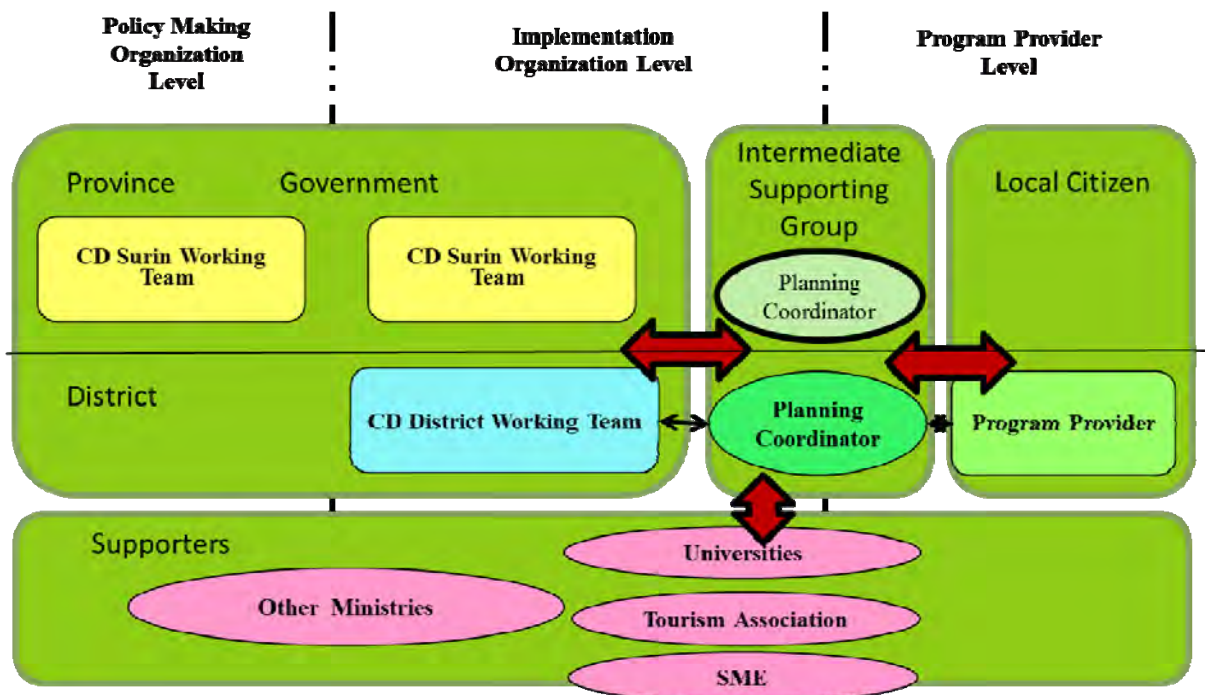 Policy Making
Organization
Level
Implementation
Organization Level
Program Provider
Level
Province
Government
Intermediate
Supporting
Group
Local Citizen
CD Surin Working
Team
CD Surin Working
Team
Planning
Coordinator
District
CD District Working Team
Planning
Coordinator
Program Provider
Supporters
Universities
Other Ministries
Tourism Association
SME